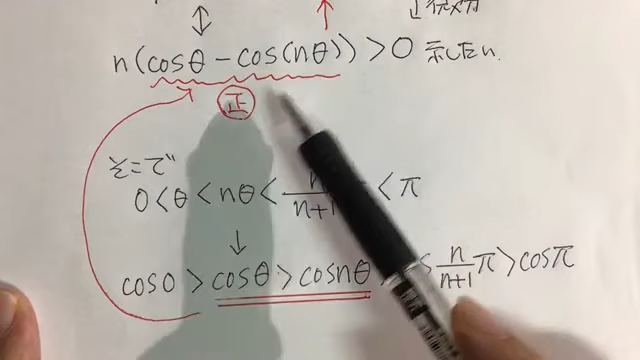 n(cosθ − cos(nθ)) > 0 示したい.
正
そこで
0 < θ < nθ < n/n+1 < π
↓
cos0 > cosθ > cosnθ n/n+1 π > cosπ